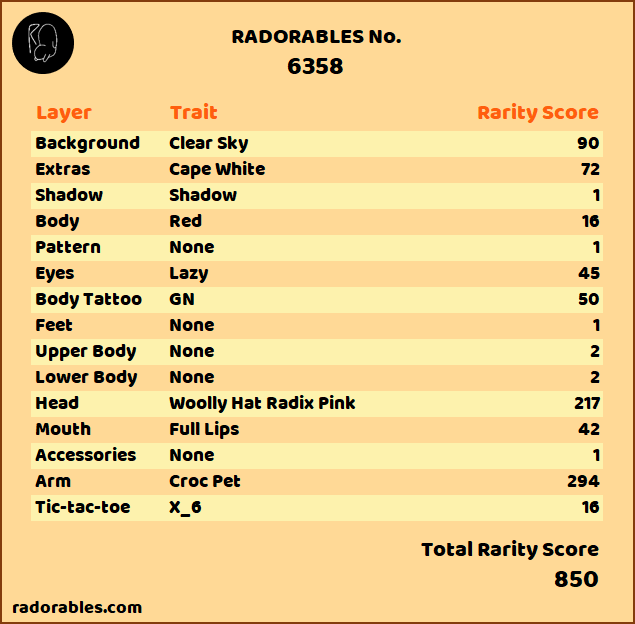 RADORABLES No.
6358
Layer Trait Rarity Score
Background Clear Sky 90
Extras Cape White 72
Shadow Shadow 1
Body Red 16
Pattern None 1
Eyes Lazy 45
Body Tattoo GN 50
Feet None 1
Upper Body None 2
Lower Body None 2
Head Woolly Hat Radix Pink 217
Mouth Full Lips 42
Accessories None 1
Arm Croc Pet 294
Tic-tac-toe X_6 16
Total Rarity Score
850
radorables.com